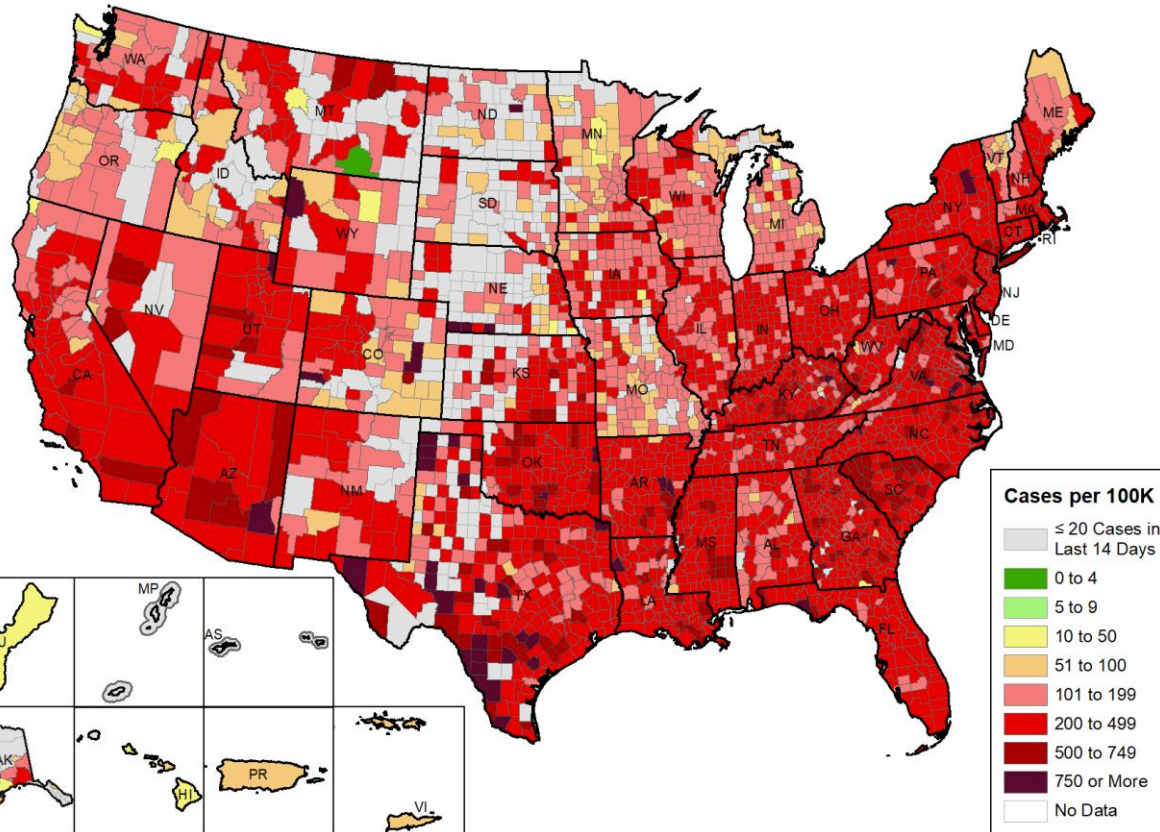 WA
MT
ND
MN
ME
OR
ID
VT
NH
WI
NY
SD
MA
WY
MI
CT
RI
IA
PA
NE
NV
NJ
OH
UT
IL
IN
DE
CO
WV
MD
CA
VA
KS
MO
KY
NC
TN
OK
AZ
AR
NM
SC
MS
AL
GA
TX
LA
FL
MP
AS
AK
HI
PR
VI
Cases per 100K
≤ 20 Cases in
Last 14 Days
0 to 4
5 to 9
10 to 50
51 to 100
101 to 199
200 to 499
500 to 749
750 or More
No Data